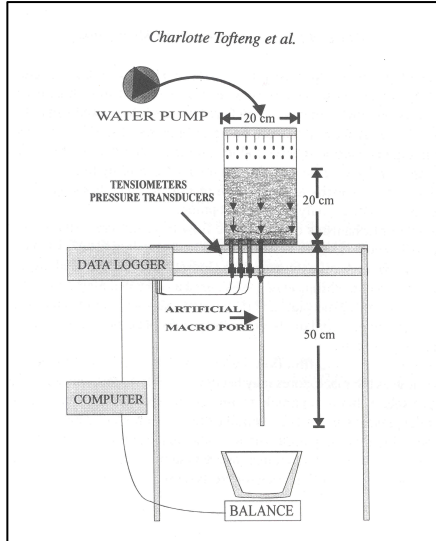 Charlotte Tofteng et al.
WATER PUMP
20 cm
TENSIOMETERS
PRESSURE TRANSDUCERS
20 cm
DATA LOGGER
ARTIFICIAL
MACRO PORE
50 cm
COMPUTER
BALANCE